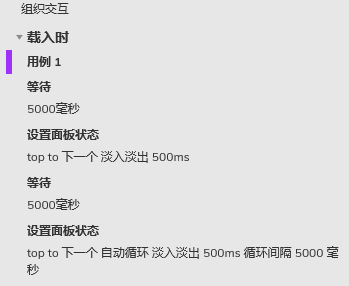 组织交互
载入时
用例 1
等待
5000毫秒
设置面板状态
top to 下一个 淡入淡出 500ms
等待
5000毫秒
设置面板状态
top to 下一个 自动循环 淡入淡出 500ms 循环间隔 5000 毫
秒